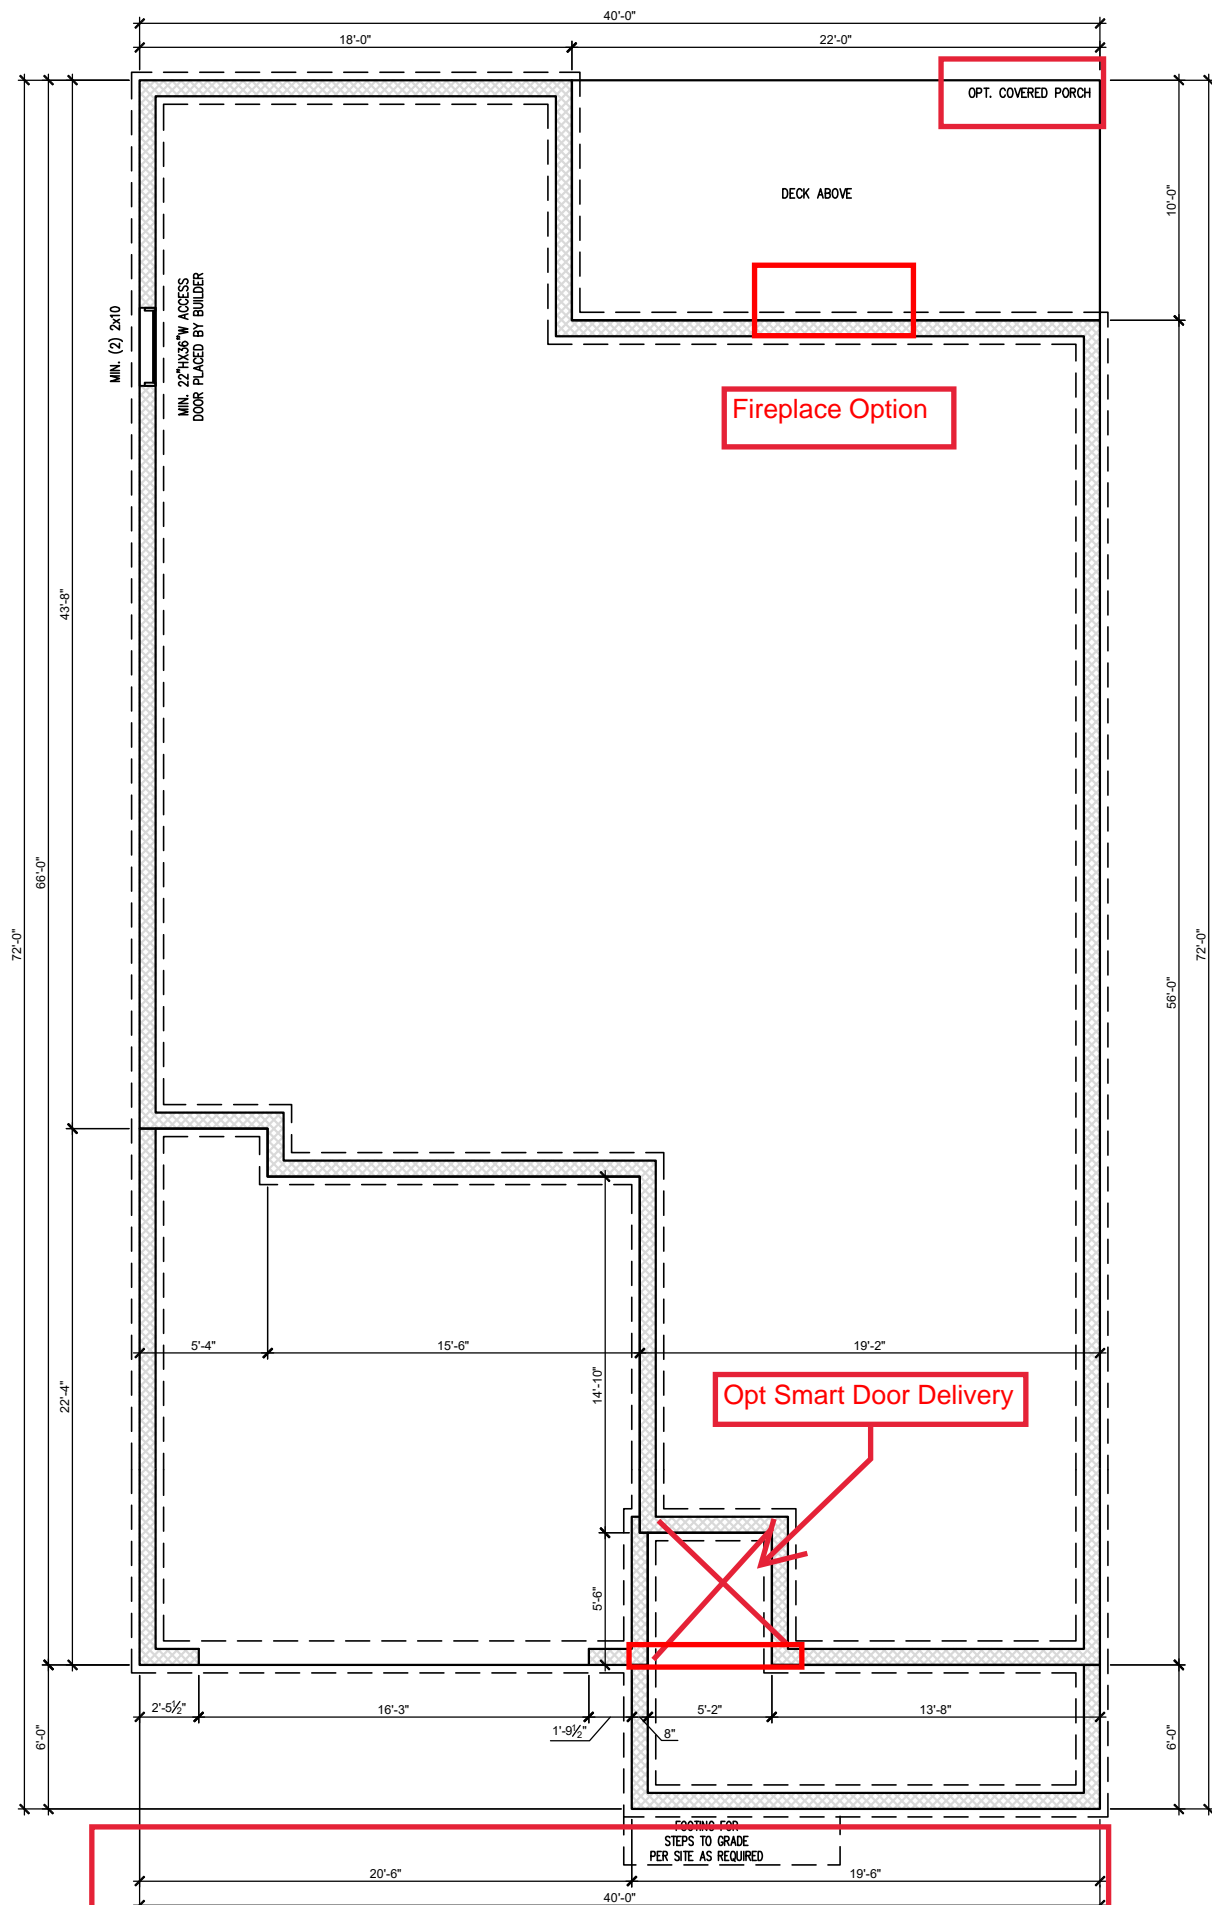 40'-0"
18'-0"
22'-0"
OPT. COVERED PORCH
DECK ABOVE
10'-0"
MIN. (2) 2x10
MIN. 22"HX36"W ACCESS
DOOR PLACED BY BUILDER
Fireplace Option
43'-8"
66'-0"
72'-0"
56'-0"
72'-0"
5'-4"
15'-6"
19'-2"
14'-10"
22'-4"
Opt Smart Door Delivery
5'-6"
2'-5½"
16'-3"
1'-9½"
8"
5'-2"
13'-8"
6'-0"
6'-0"
FOOTING FOR
STEPS TO GRADE
PER SITE AS REQUIRED
20'-6"
19'-6"
40'-0"